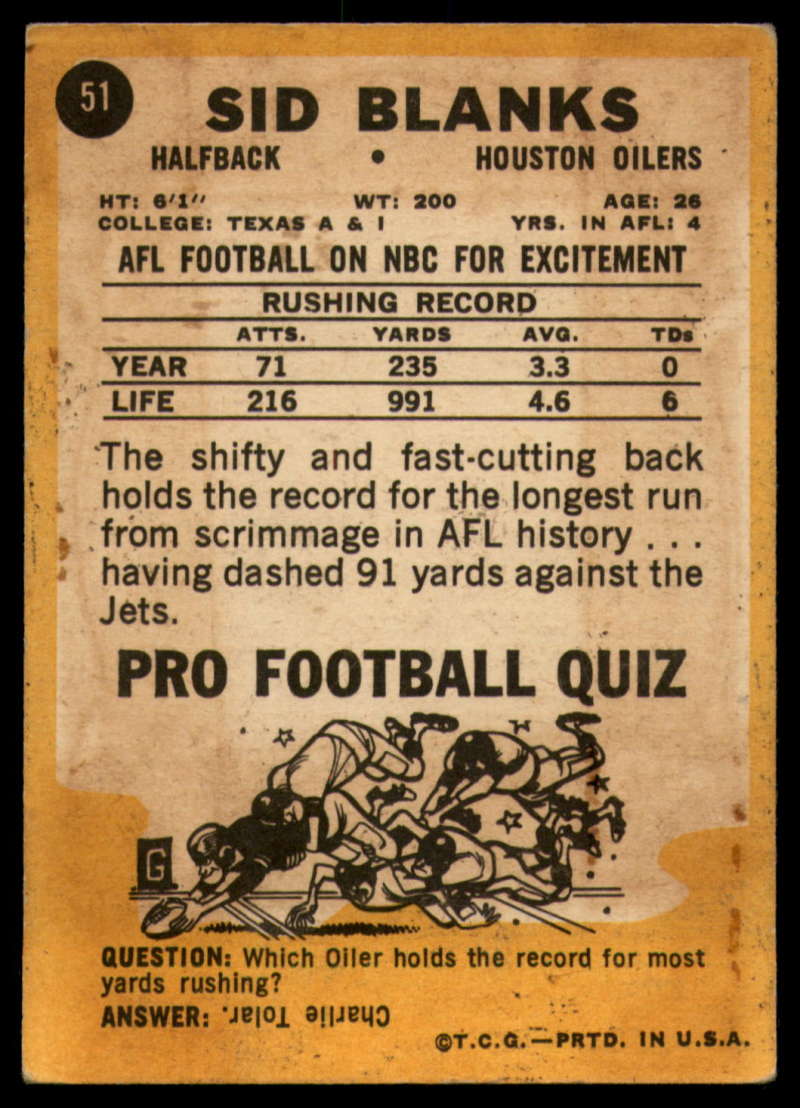 51
SID BLANKS
HALFBACK • HOUSTON OILERS
HT: 6'1" WT: 200 AGE: 26
COLLEGE: TEXAS A & I YRS. IN AFL: 4
AFL FOOTBALL ON NBC FOR EXCITEMENT
RUSHING RECORD
ATTS. YARDS AVG. TDs
YEAR 71 235 3.3 0
LIFE 216 991 4.6 6
The shifty and fast-cutting back
holds the record for the longest run
from scrimmage in AFL history . . .
having dashed 91 yards against the
Jets.
PRO FOOTBALL QUIZ
G
QUESTION: Which Oiler holds the record for most
yards rushing?
ANSWER: Charlie Tolar.
©T.C.G.—PRTD. IN U.S.A.